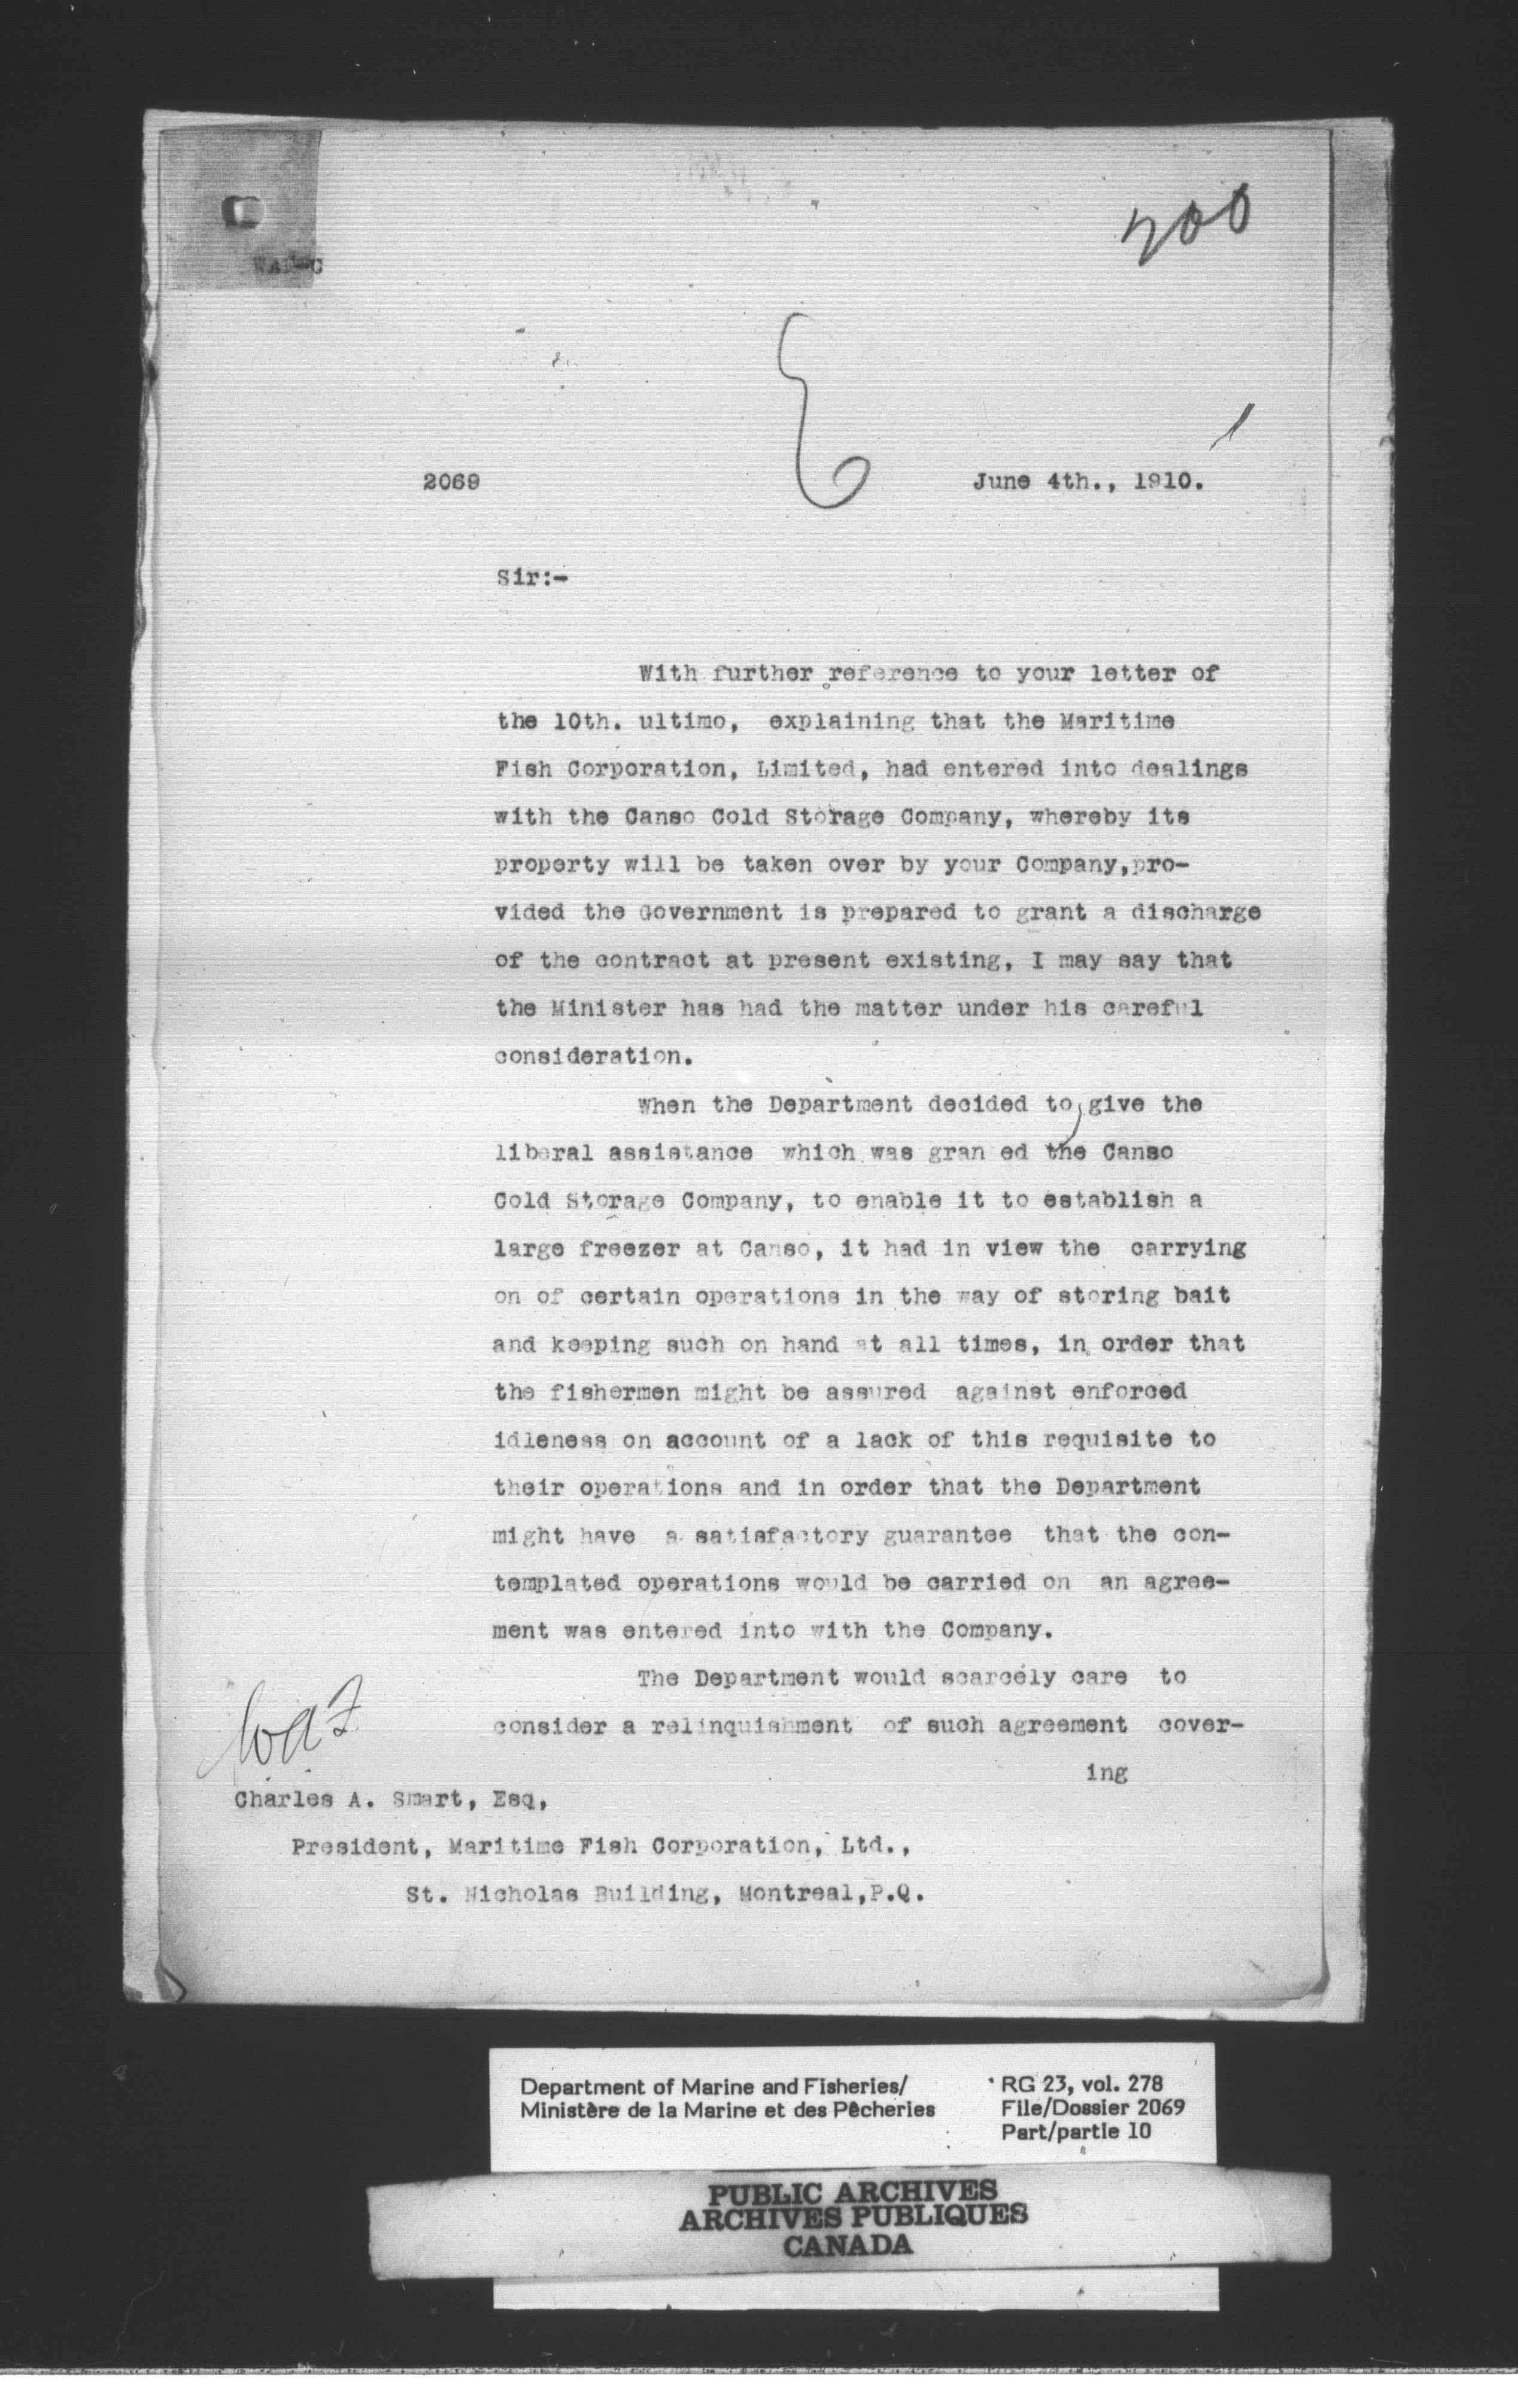 200
WAF-C
2069 June 4th., 1910.
Sir:-
With further reference to your letter of
the 10th. ultimo, explaining that the Maritime
Fish Corporation, Limited, had entered into dealings
with the Canso Cold Storage Company, whereby its
property will be taken over by your Company,pro-
vided the Government is prepared to grant a discharge
of the contract at present existing, I may say that
the Minister has had the matter under his careful
consideration.
When the Department decided to give the
liberal assistance which was gran ed the Canso
Cold Storage Company, to enable it to establish a
large freezer at Canso, it had in view the carrying
on of certain operations in the way of storing bait
and keeping such on hand at all times, in order that
the fishermen might be assured against enforced
idleness on account of a lack of this requisite to
their operations and in order that the Department
might have a satisfactory guarantee that the con-
templated operations would be carried on an agree-
ment was entered into with the Company.
The Department would scarcely care to
consider a relinquishment of such agreement cover-
ing
Charles A. Smart, Esq,
President, Maritime Fish Corporation, Ltd.,
St. Nicholas Building, Montreal,P.Q.
Department of Marine and Fisheries/
Ministère de la Marine et des Pêcheries
RG 23, vol. 278
File/Dossier 2069
Part/partie 10
PUBLIC ARCHIVES
ARCHIVES PUBLIQUES
CANADA